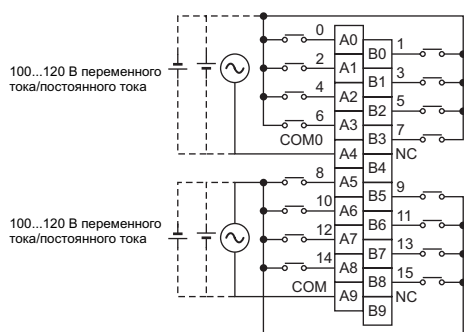 0 A0 B0 1
2 A1 B1 3
100...120 В переменного
тока/постоянного тока
4 A2 B2 5
6 A3 B3 7
COM0 A4 B4 NC
8 A5 B5 9
10 A6 B6 11
100...120 В переменного
тока/постоянного тока
12 A7 B7 13
14 A8 B8 15
COM A9 B9 NC